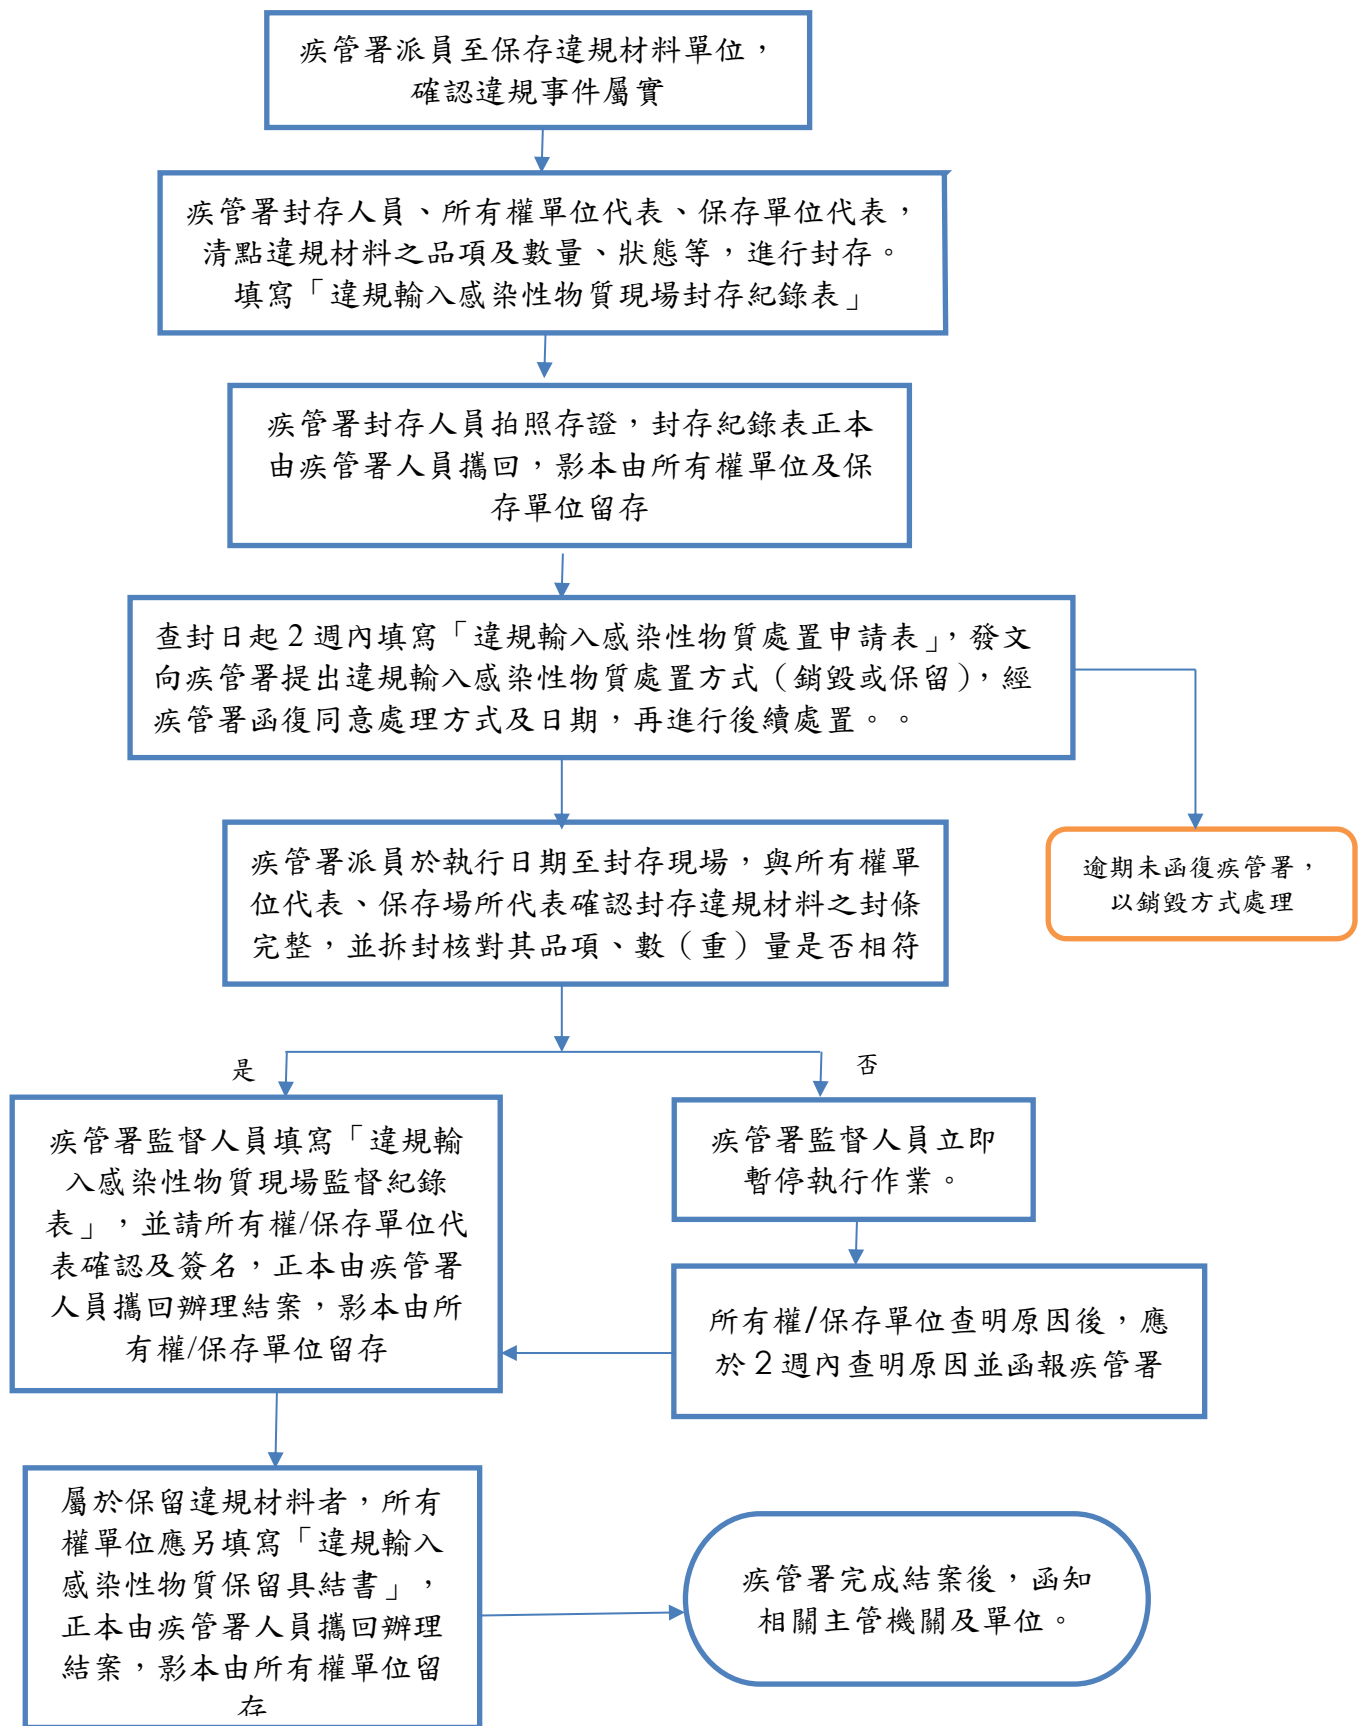 疾管署派員至保存違規材料單位，
確認違規事件屬實
疾管署封存人員、所有權單位代表、保存單位代表，
清點違規材料之品項及數量、狀態等，進行封存。
填寫「違規輸入感染性物質現場封存紀錄表」
疾管署封存人員拍照存證，封存紀錄表正本
由疾管署人員攜回，影本由所有權單位及保
存單位留存
查封日起 2 週內填寫「違規輸入感染性物質處置申請表」，發文
向疾管署提出違規輸入感染性物質處置方式（銷毀或保留），經
疾管署函復同意處理方式及日期，再進行後續處置。。
疾管署派員於執行日期至封存現場，與所有權單
位代表、保存場所代表確認封存違規材料之封條
完整，並拆封核對其品項、數（重）量是否相符
逾期未函復疾管署，
以銷毀方式處理
是
否
疾管署監督人員填寫「違規輸
入感染性物質現場監督紀錄
表」，並請所有權/保存單位代
表確認及簽名，正本由疾管署
人員攜回辦理結案，影本由所
有權/保存單位留存
疾管署監督人員立即
暫停執行作業。
所有權/保存單位查明原因後，應
於 2 週內查明原因並函報疾管署
屬於保留違規材料者，所有
權單位應另填寫「違規輸入
感染性物質保留具結書」，
正本由疾管署人員攜回辦理
結案，影本由所有權單位留
存
疾管署完成結案後，函知
相關主管機關及單位。